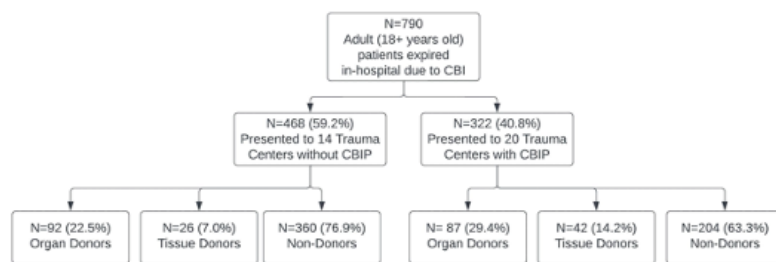 N=790
Adult (18+ years old)
patients expired
in-hospital due to CBI
N=468 (59.2%)
Presented to 14 Trauma
Centers without CBIP
N=322 (40.8%)
Presented to 20 Trauma
Centers with CBIP
N=92 (22.5%)
Organ Donors
N=26 (7.0%)
Tissue Donors
N=360 (76.9%)
Non-Donors
N= 87 (29.4%)
Organ Donors
N=42 (14.2%)
Tissue Donors
N=204 (63.3%)
Non-Donors